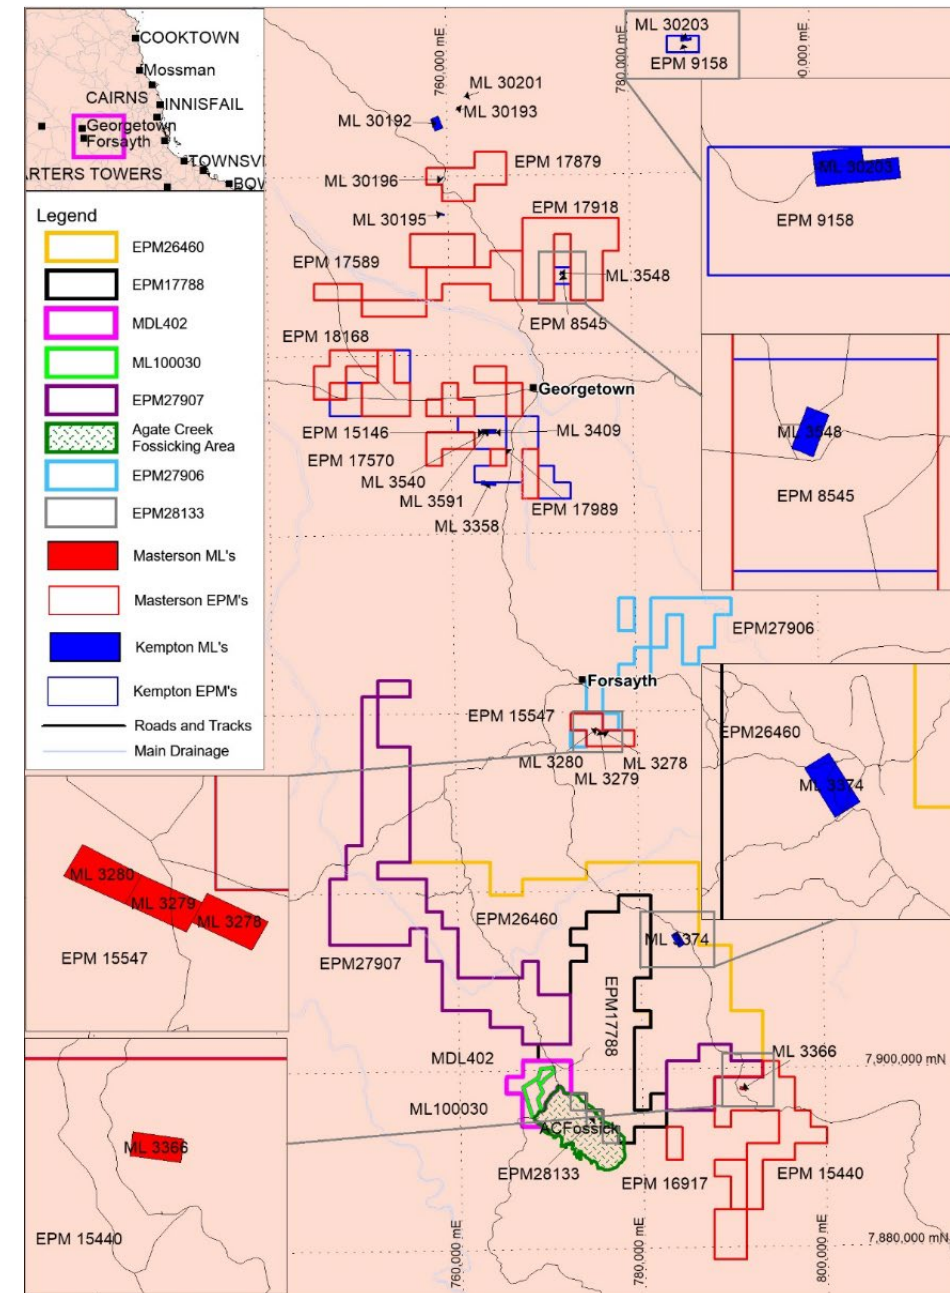 COOKTOWN
Mossman
CAIRNS
INNISFAIL
Georgetown
Forsayth
TOWNSVI
ARTERS TOWERS
BOW
Legend
EPM26460
EPM17788
MDL402
ML100030
EPM27907
Agate Creek
Fossicking Area
EPM27906
EPM28133
Masterson ML's
Masterson EPM's
Kempton ML's
Kempton EPM's
Roads and Tracks
Main Drainage
760,000 mE
780,000 mE
ML 30203
EPM 9158
ML 30201
ML 30193
ML 30192
EPM 17879
ML 30196
ML 30195
EPM 17918
EPM 17589
ML 3548
EPM 8545
EPM 18168
Georgetown
EPM 15146
ML 3409
EPM 17570
ML 3540
ML 3591
ML 3358
EPM 17989
ML 30203
EPM 9158
ML 3548
EPM 8545
EPM27906
Forsayth
EPM 15547
ML 3280
ML 3279
ML 3278
EPM26460
ML 3374
ML 3280
ML 3279
ML 3278
EPM 15547
EPM26460
EPM27907
ML 3374
EPM17788
MDL402
ML 3366
7,900,000 mN
ML100030
ACFossick
EPM28133
EPM 16917
EPM 15440
ML 3366
EPM 15440
7,880,000 mN
760,000 mE
780,000 mE
800,000 mE